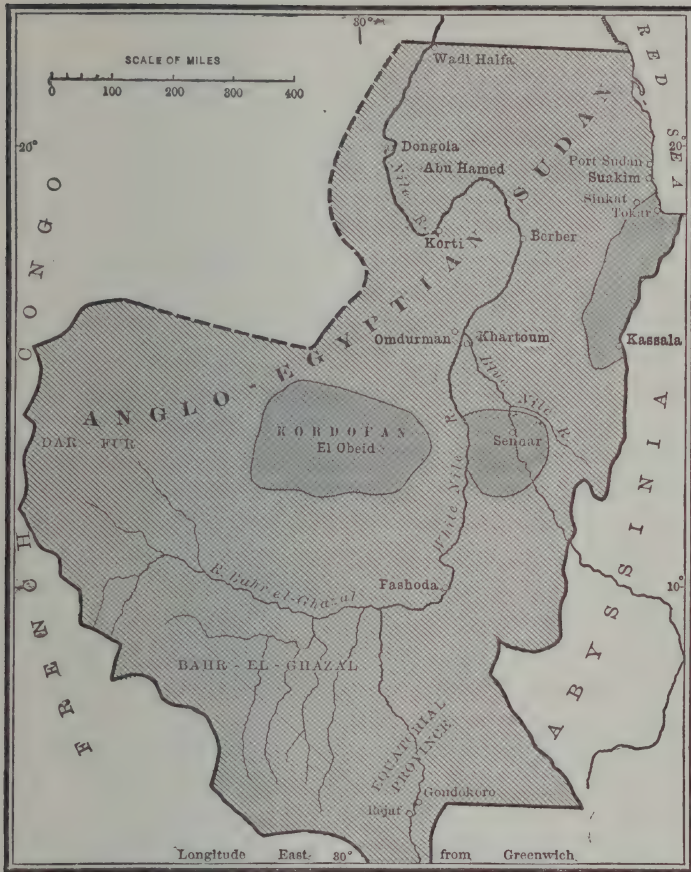 30°
SCALE OF MILES
0 50 100 200 300 400
RED SEA
Wadi Halfa
20°
20°
Dongola
Abu Hamed
Nile R.
Port Sudan
Suakim
Sinkat
Tokar
Korti
Berber
ANGLO-EGYPTIAN SUDAN
Omdurman
Khartoum
Kassala
Blue Nile R.
KORDOFAN
El Obeid
Sennar
DAR-FUR
White Nile R.
FRENCH CONGO
ABYSSINIA
R. Bahr el-Ghazal
Fashoda
10°
BAHR-EL-GHAZAL
EQUATORIAL
PROVINCE
Gondokoro
Rejaf
Longitude East 30° from Greenwich